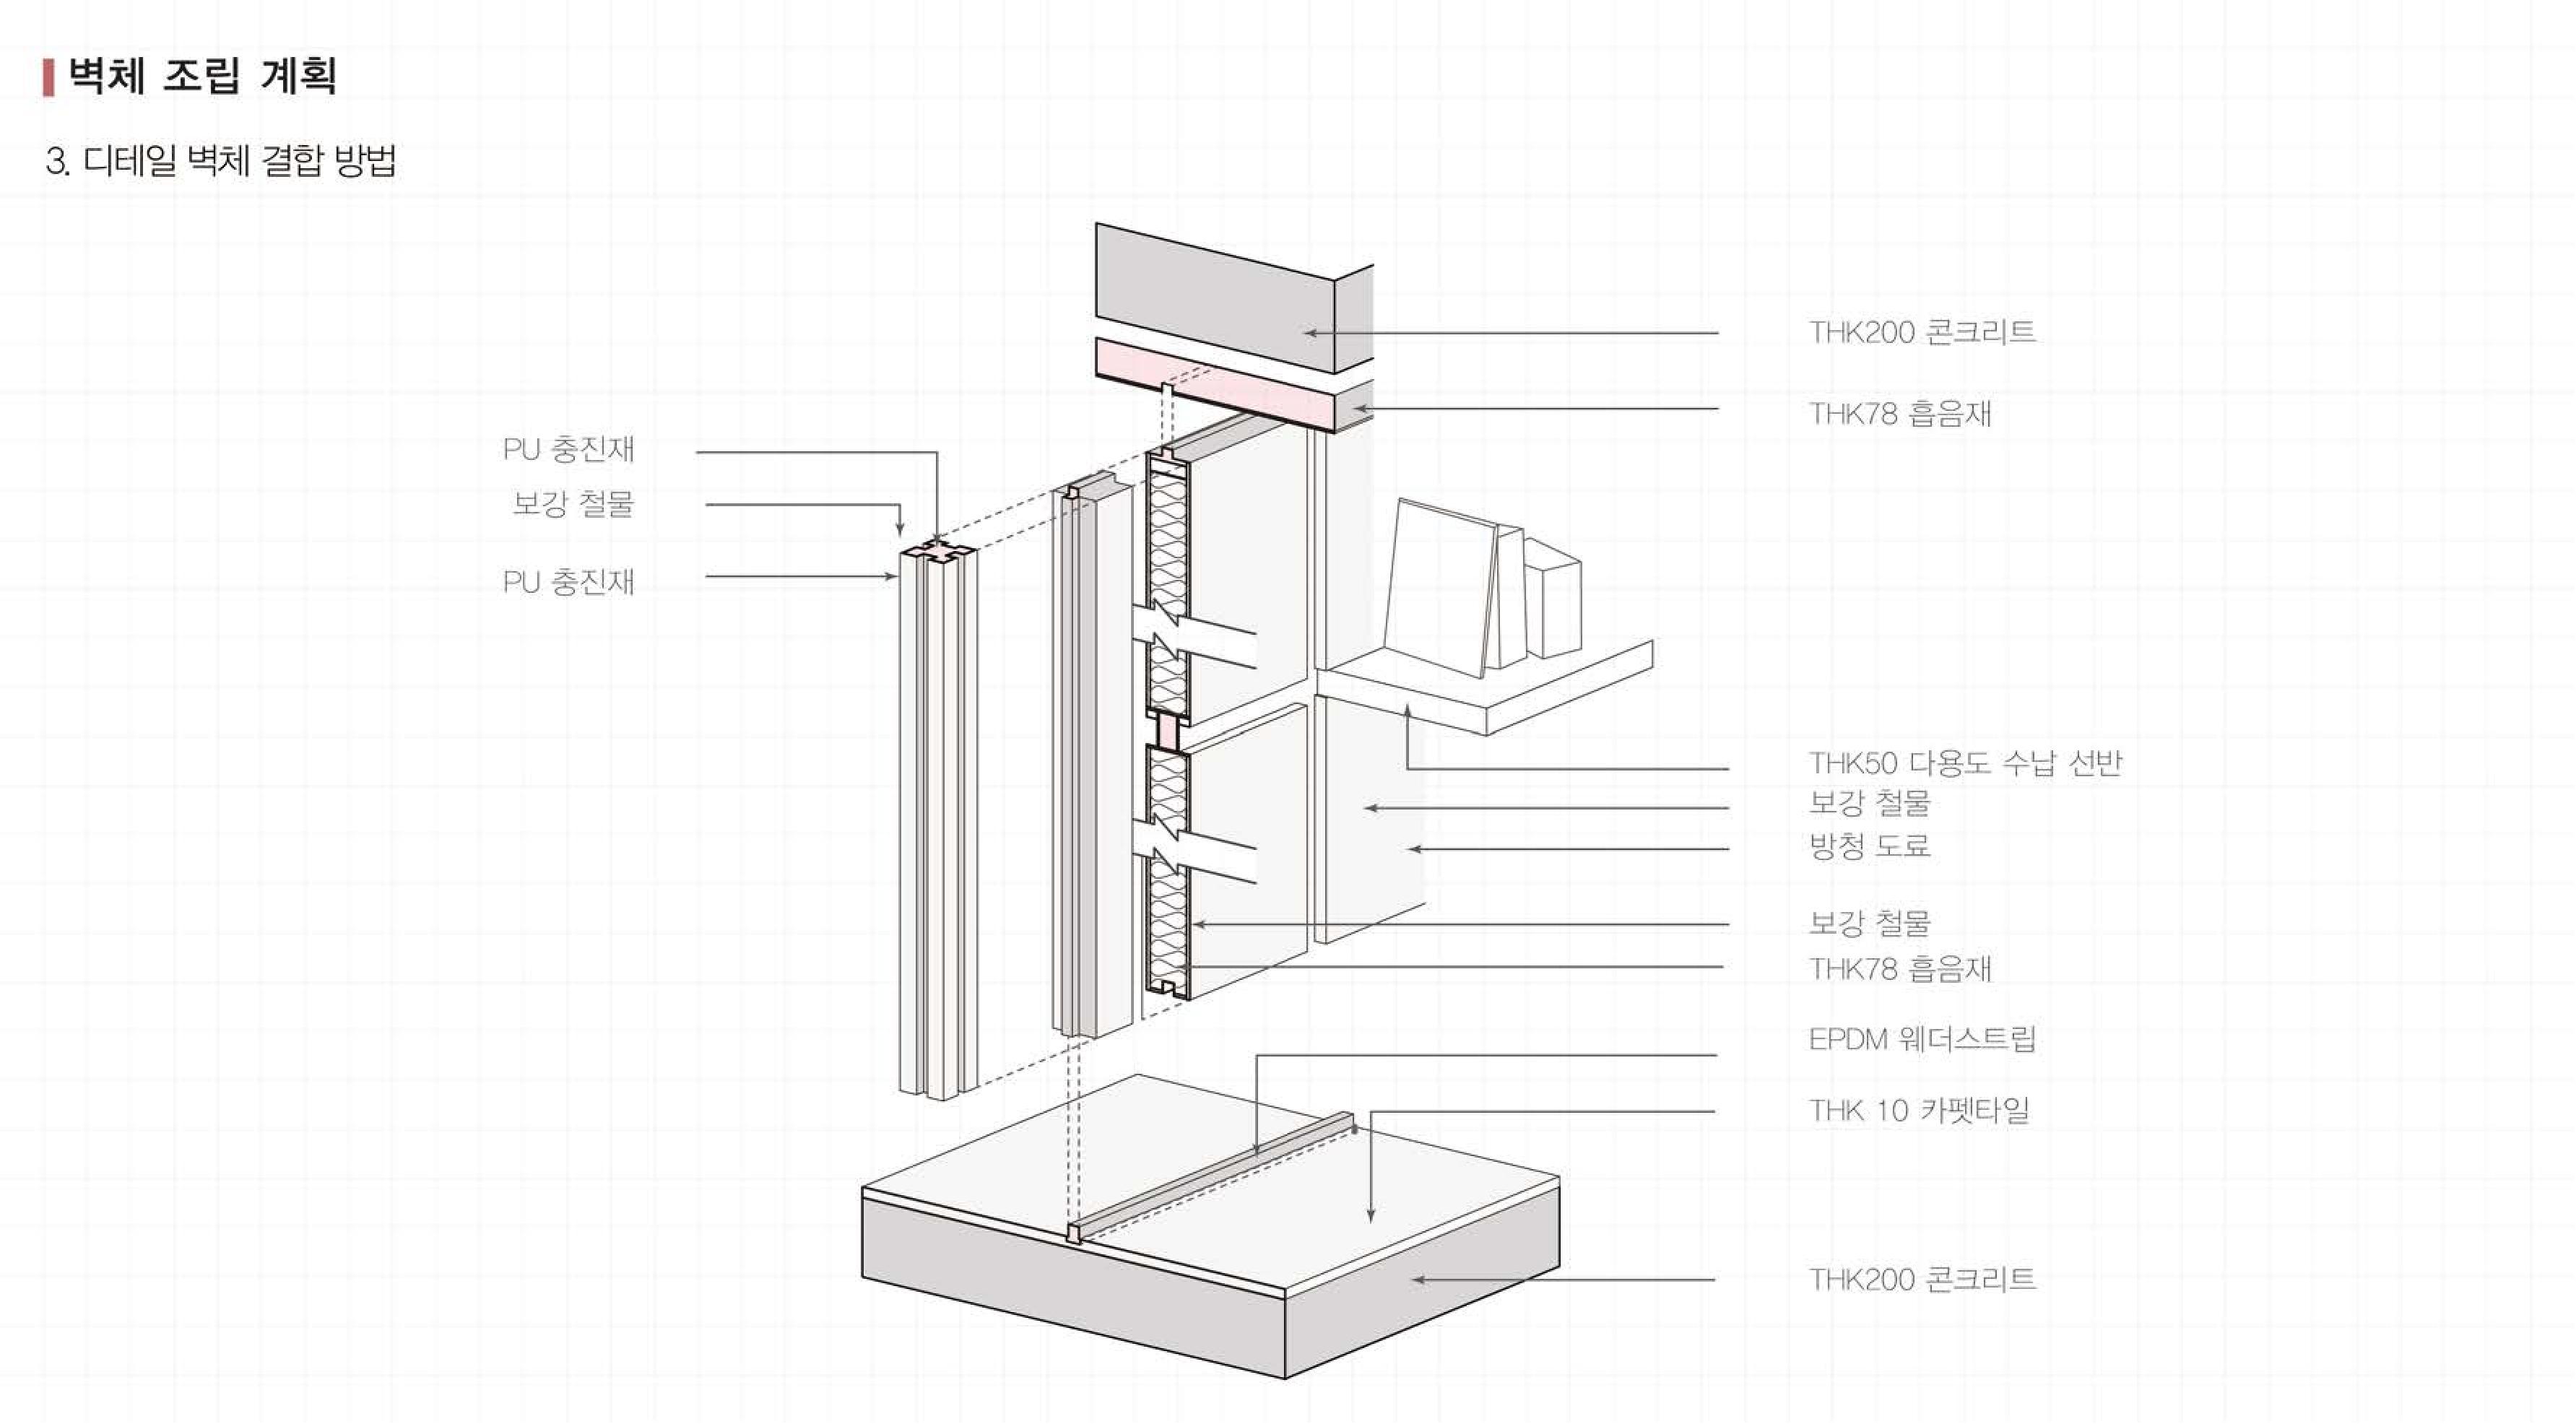 벽체 조립 계획
3. 디테일 벽체 결합 방법
PU 충진재
보강 철물
PU 충진재
THK200 콘크리트
THK78 흡음재
THK50 다용도 수납 선반
보강 철물
방청 도료
보강 철물
THK78 흡음재
EPDM 웨더스트립
THK 10 카펫타일
THK200 콘크리트